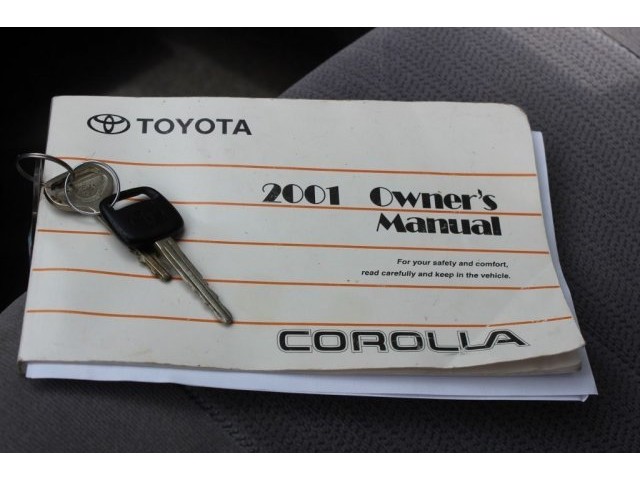 TOYOTA
2001 Owner's
Manual
For your safety and comfort,
read carefully and keep in the vehicle.
COROLLA